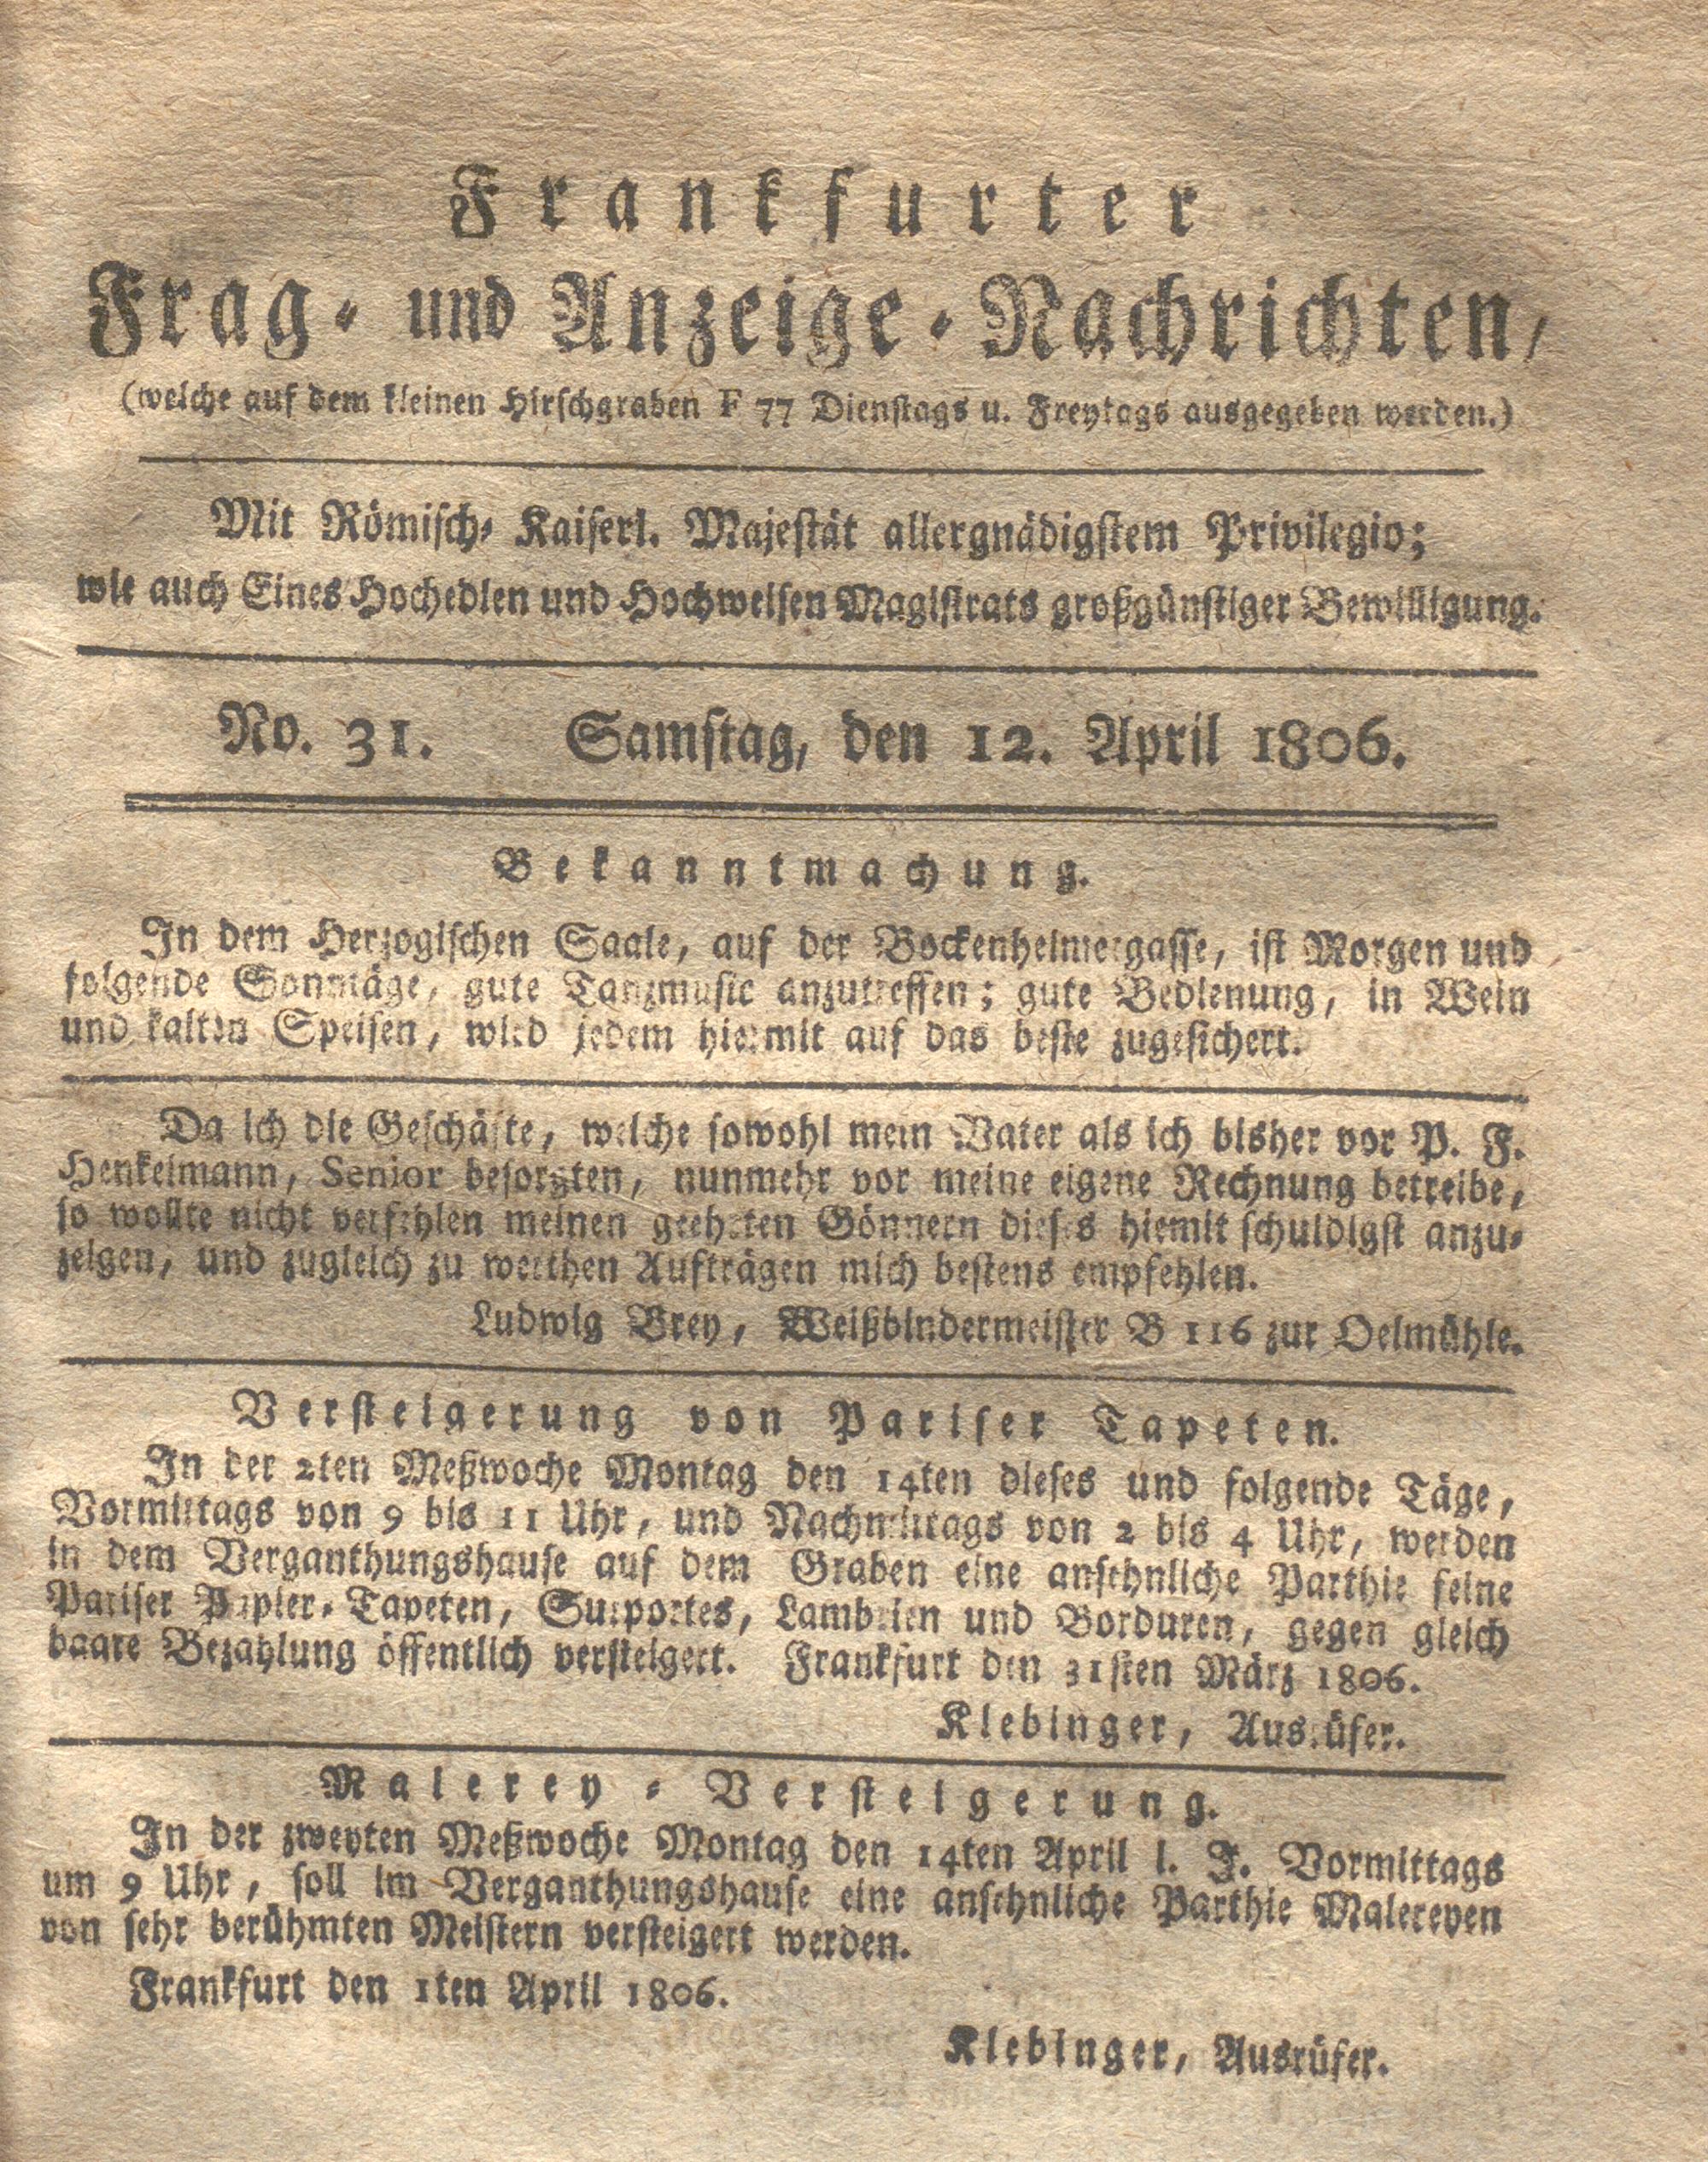 Frankfurter
Frag- und Anzeige-Nachrichten,
(welche auf dem kleinen Hirschgraben F 77 Dienstags u. Freytags ausgegeben werden.)
Mit Römisch- Kaiserl. Majestät allergnädigstem Privilegio;
wie auch Eines Hochedlen und Hochweisen Magistrats großgünstiger Bewilligung.
No. 31. Samstag, den 12. April 1806.
Bekanntmachung.
In dem Herzogischen Saale, auf der Bockenheimergasse, ist Morgen und
folgende Sonntäge, gute Tanzmusic anzutreffen; gute Bedienung, in Wein
und kalten Speisen, wird jedem hiermit auf das beste zugesichert.
Da ich die Geschäfte, welche sowohl mein Vater als ich bisher vor P. F.
Henkelmann, Senior besorgten, nunmehr vor meine eigene Rechnung betreibe,
so wollte nicht verfehlen meinen geehrten Gönnern dieses hiemit schuldigst anzu-
zeigen, und zugleich zu werthen Aufträgen mich bestens empfehlen.
Ludwig Brey, Weißbindermeister B 116 zur Oelmühle.
Versteigerung von Pariser Tapeten.
In der 2ten Meßwoche Montag den 14ten dieses und folgende Täge,
Vormittags von 9 bis 11 Uhr, und Nachmittags von 2 bis 4 Uhr, werden
in dem Verganthungshause auf dem Graben eine ansehnliche Parthie feine
Pariser Papier-Tapeten, Surportes, Lambrien und Borduren, gegen gleich
baare Bezahlung öffentlich versteigert. Frankfurt den 31sten März 1806.
Klebinger, Ausrüfer.
Malerey-Versteigerung.
In der zweyten Meßwoche Montag den 14ten April l. J. Vormittags
um 9 Uhr, soll im Verganthungshause eine ansehnliche Parthie Malereyen
von sehr berühmten Meistern versteigert werden.
Frankfurt den 1ten April 1806.
Klebinger, Ausrüfer.